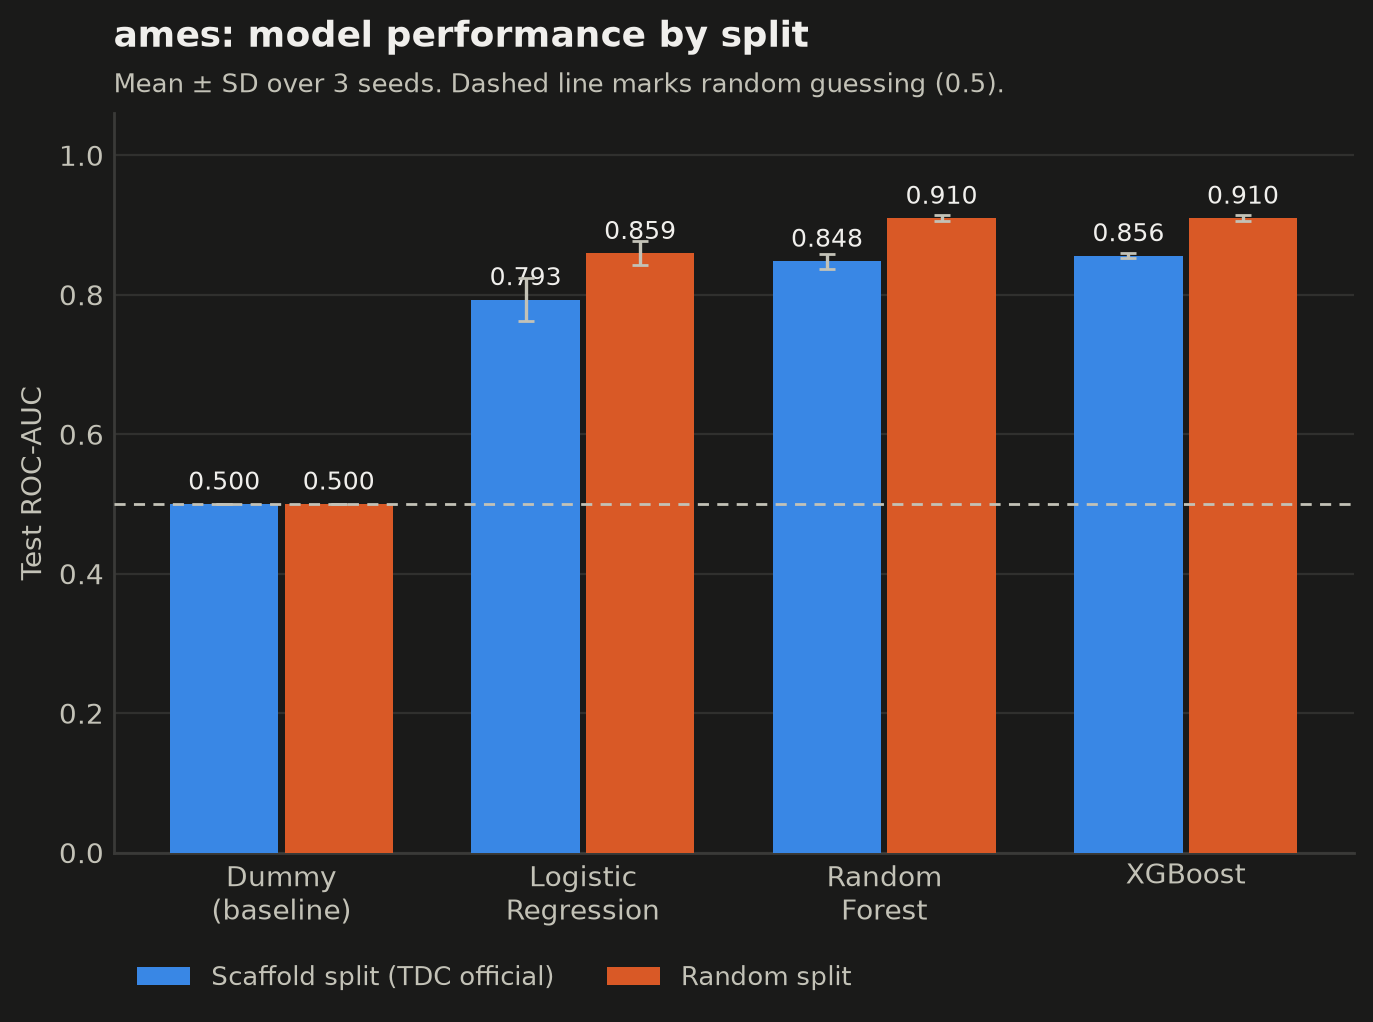 ames: model performance by split
Mean ± SD over 3 seeds. Dashed line marks random guessing (0.5).
Test ROC-AUC
1.0
0.8
0.6
0.4
0.2
0.0
0.500
0.500
0.793
0.859
0.848
0.910
0.856
0.910
Dummy
(baseline)
Logistic
Regression
Random
Forest
XGBoost
Scaffold split (TDC official)
Random split